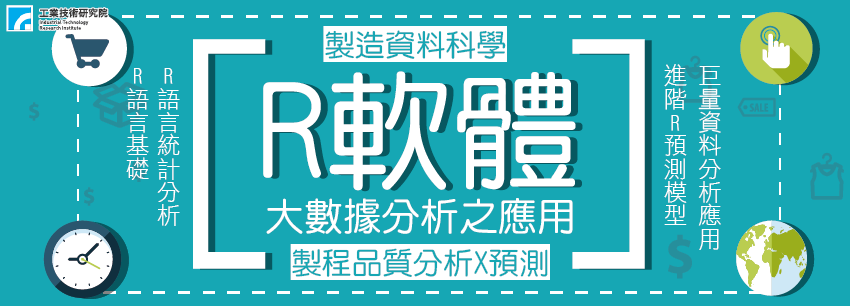 工業技術研究院
Industrial Technology
Research Institute
製造資料科學
R軟體
大數據分析之應用
製程品質分析X預測
R語言統計分析
R語言基礎
巨量資料分析應用
進階R預測模型
$
$
SALE
$